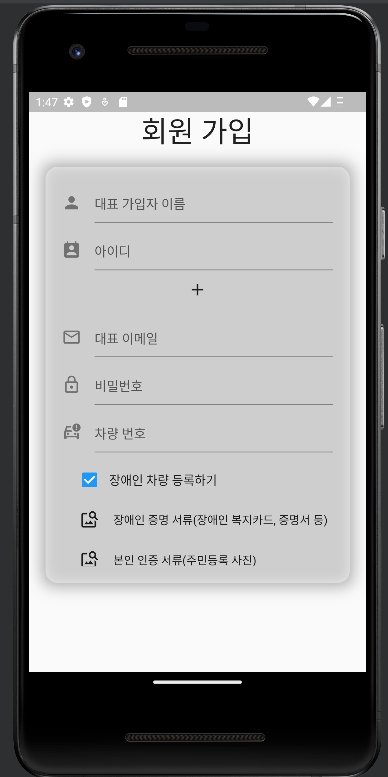 1:47
회원 가입
대표 가입자 이름
아이디
+
대표 이메일
비밀번호
차량 번호
장애인 차량 등록하기
장애인 증명 서류(장애인 복지카드, 증명서 등)
본인 인증 서류(주민등록 사진)